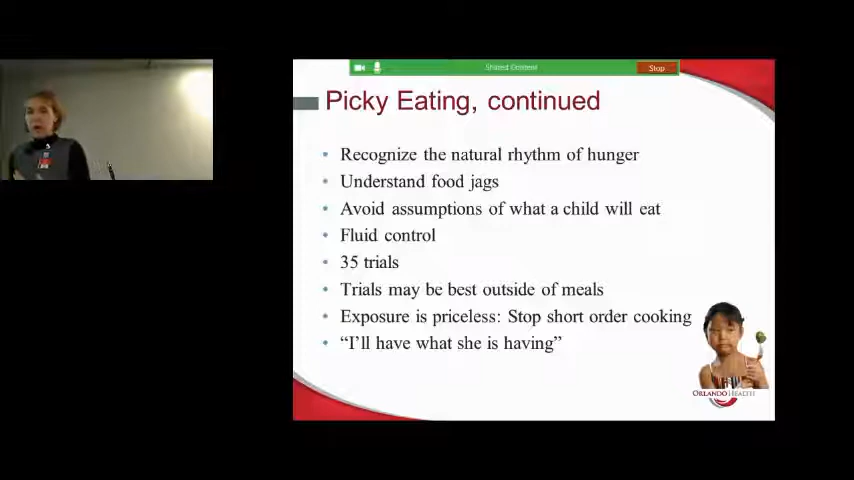 Shared Content
Stop
Picky Eating, continued
• Recognize the natural rhythm of hunger
• Understand food jags
• Avoid assumptions of what a child will eat
• Fluid control
• 35 trials
• Trials may be best outside of meals
• Exposure is priceless: Stop short order cooking
• “I’ll have what she is having”
ORLANDO HEALTH